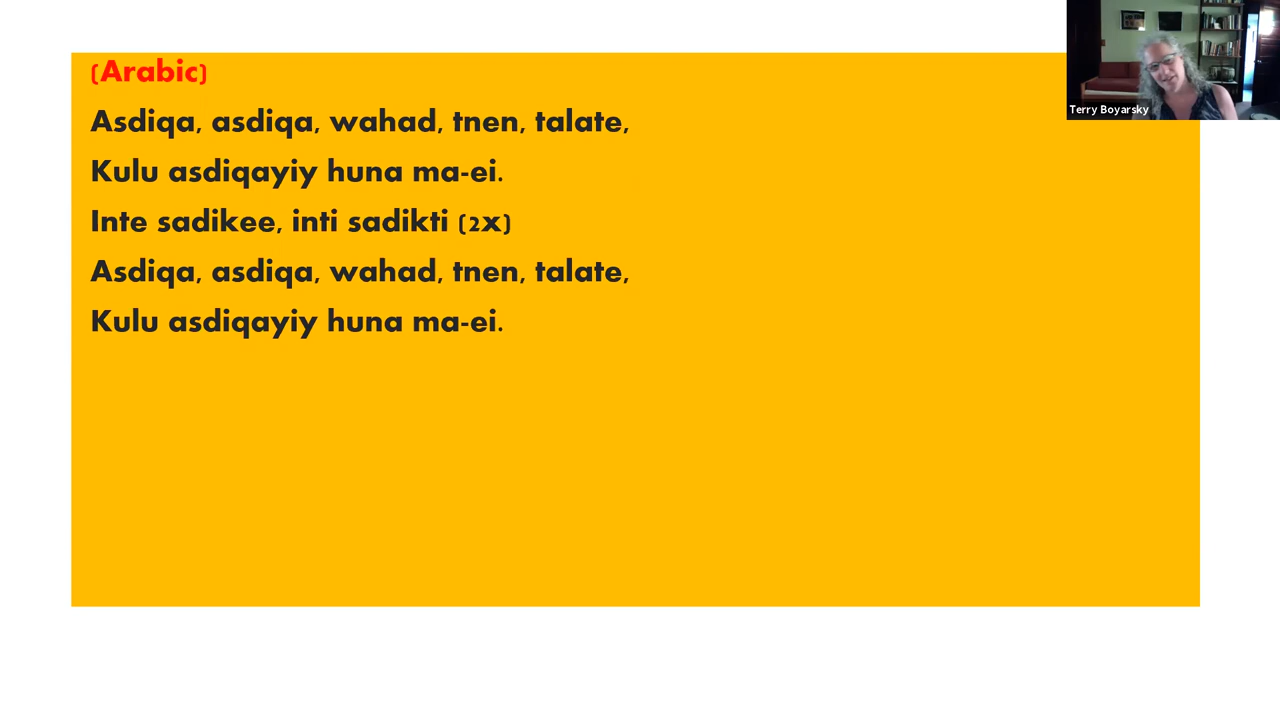 (Arabic)
Asdiqa, asdiqa, wahad, tnen, talate,
Kulu asdiqayiy huna ma-ei.
Inte sadikee, inti sadikti (2x)
Asdiqa, asdiqa, wahad, tnen, talate,
Kulu asdiqayiy huna ma-ei.
Terry Boyarsky